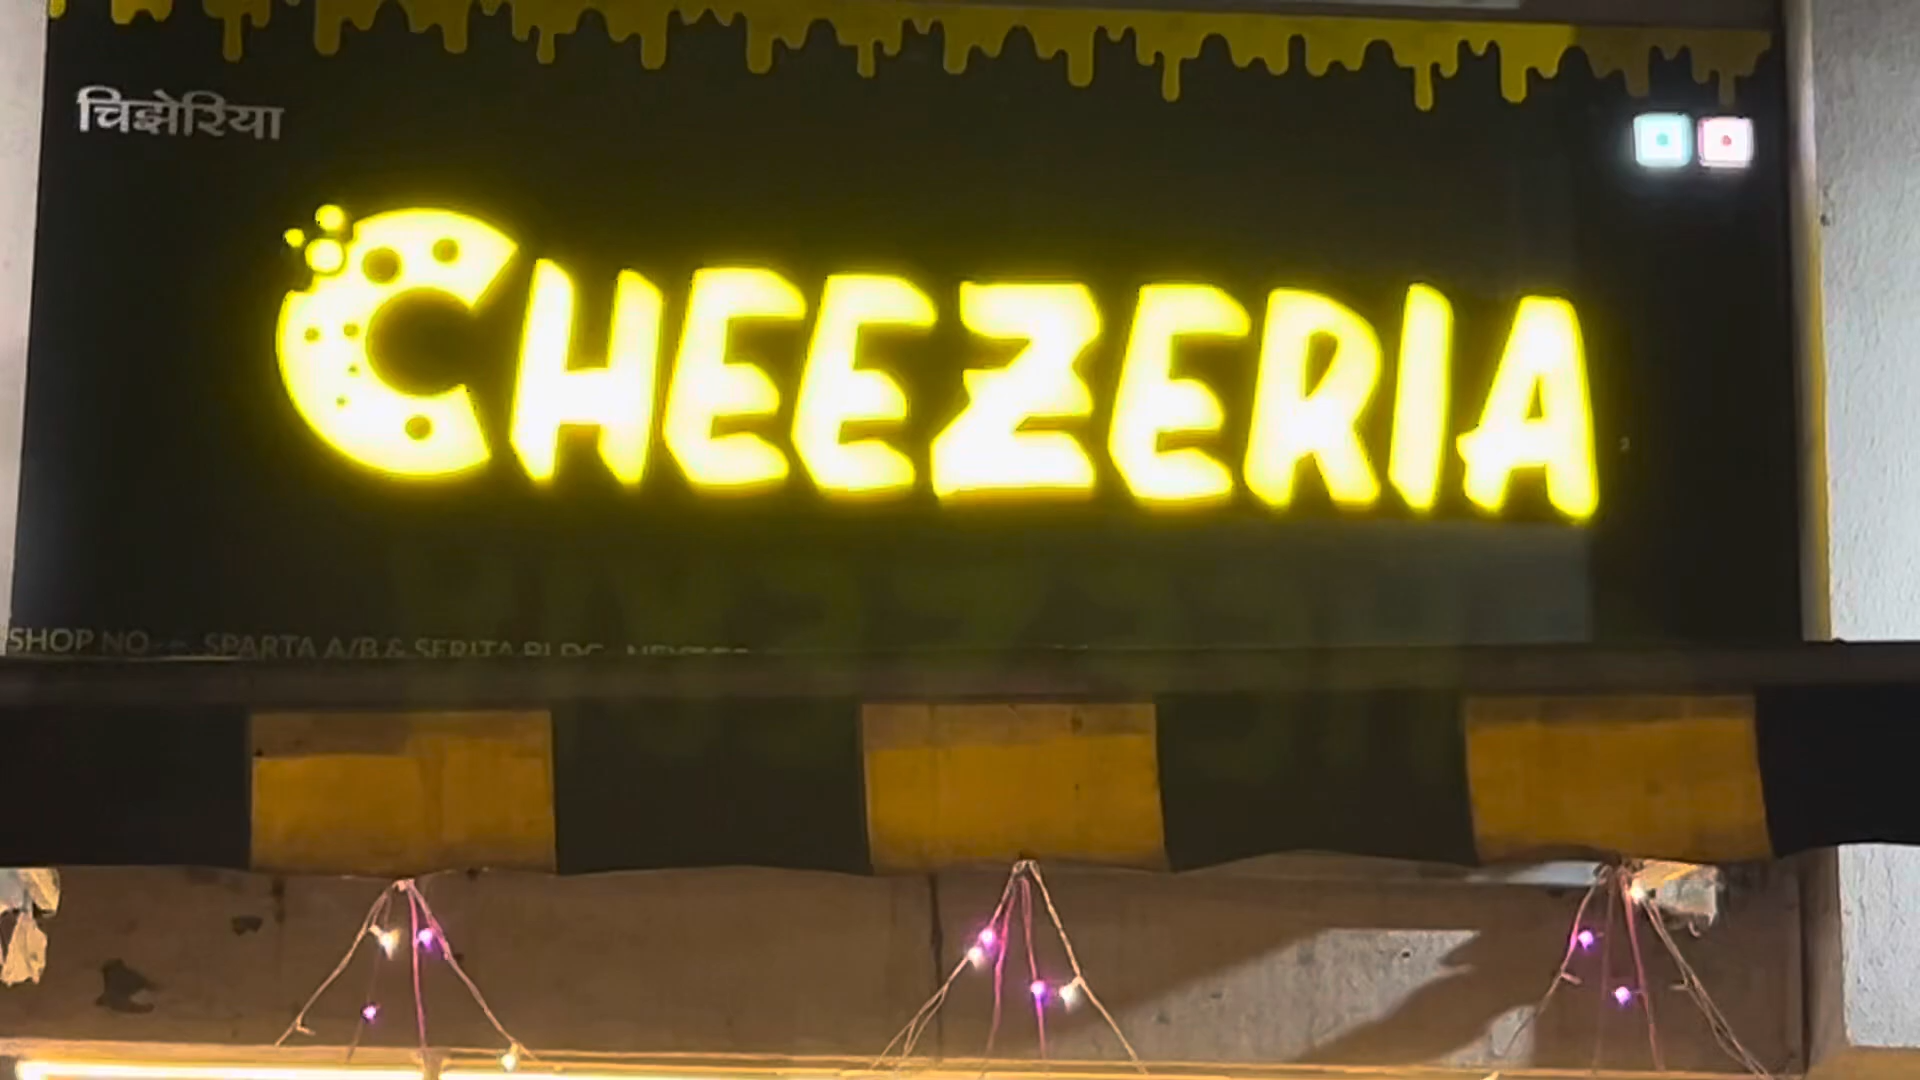 चिझेरिया
CHEEZERIA
SHOP NO SPARTA A/B & SERITA BLDG